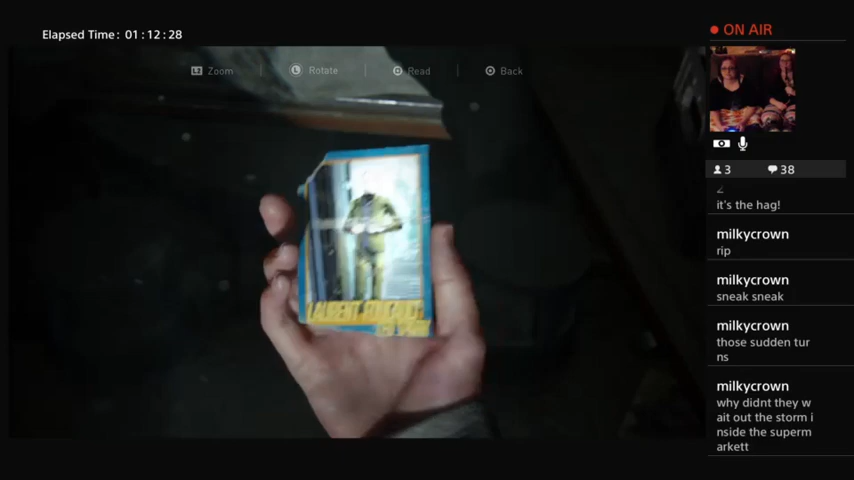 Elapsed Time: 01:12:28
ON AIR
Zoom
Rotate
Read
Back
3
38
it's the hag!
milkycrown
rip
milkycrown
sneak sneak
milkycrown
those sudden tur
ns
milkycrown
why didnt they w
ait out the storm i
nside the superm
arkett
LAURENT FOUCAULT